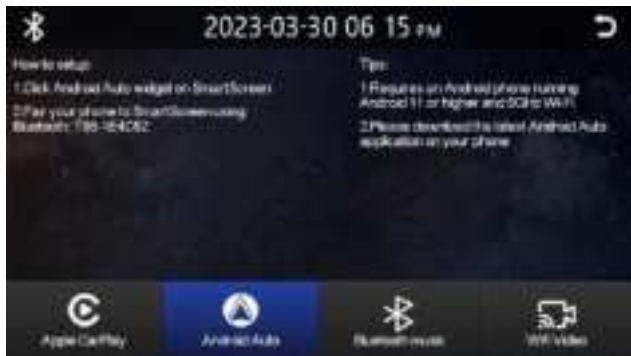 2023-03-30 06 15 PM
How to setup:
1.Click Android Auto widget on SmartScreen
2.Pair your phone to SmartScreen using
Bluetooth:
Tips:
1.Requires an Android phone running
Android 11 or higher and 5GHz Wi-Fi
2.Please download the latest Android Auto
application on your phone
Apple CarPlay
Android Auto
Bluetooth music
Wifi Video